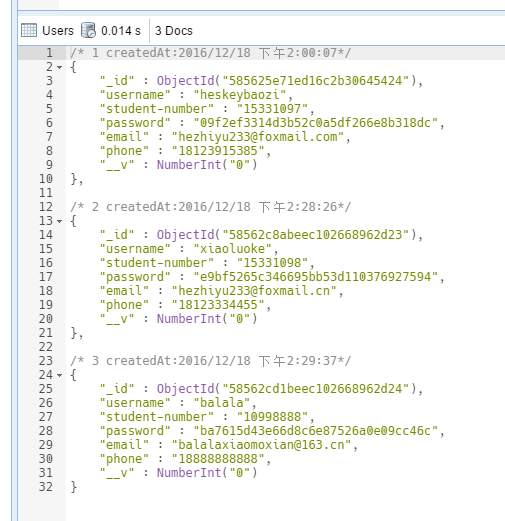 Users 0.014 s 3 Docs
1 /* 1 createdAt:2016/12/18 下午2:00:07*/
2 {
3 "_id" : ObjectId("585625e71ed16c2b30645424"),
4 "username" : "heskeybaozi",
5 "student-number" : "15331097",
6 "password" : "09f2ef3314d3b52c0a5df266e8b318dc",
7 "email" : "hezhiyu233@foxmail.com",
8 "phone" : "18123915385",
9 "__v" : NumberInt("0")
10 },
11
12 /* 2 createdAt:2016/12/18 下午2:28:26*/
13 {
14 "_id" : ObjectId("58562c8abeec102668962d23"),
15 "username" : "xiaoluoke",
16 "student-number" : "15331098",
17 "password" : "e9bf5265c346695bb53d110376927594",
18 "email" : "hezhiyu233@foxmail.cn",
19 "phone" : "18123334455",
20 "__v" : NumberInt("0")
21 },
22
23 /* 3 createdAt:2016/12/18 下午2:29:37*/
24 {
25 "_id" : ObjectId("58562cd1beec102668962d24"),
26 "username" : "balala",
27 "student-number" : "10998888",
28 "password" : "ba7615d43e66d8c6e87526a0e09cc46c",
29 "email" : "balalaxiaomoxian@163.cn",
30 "phone" : "18888888888",
31 "__v" : NumberInt("0")
32 }